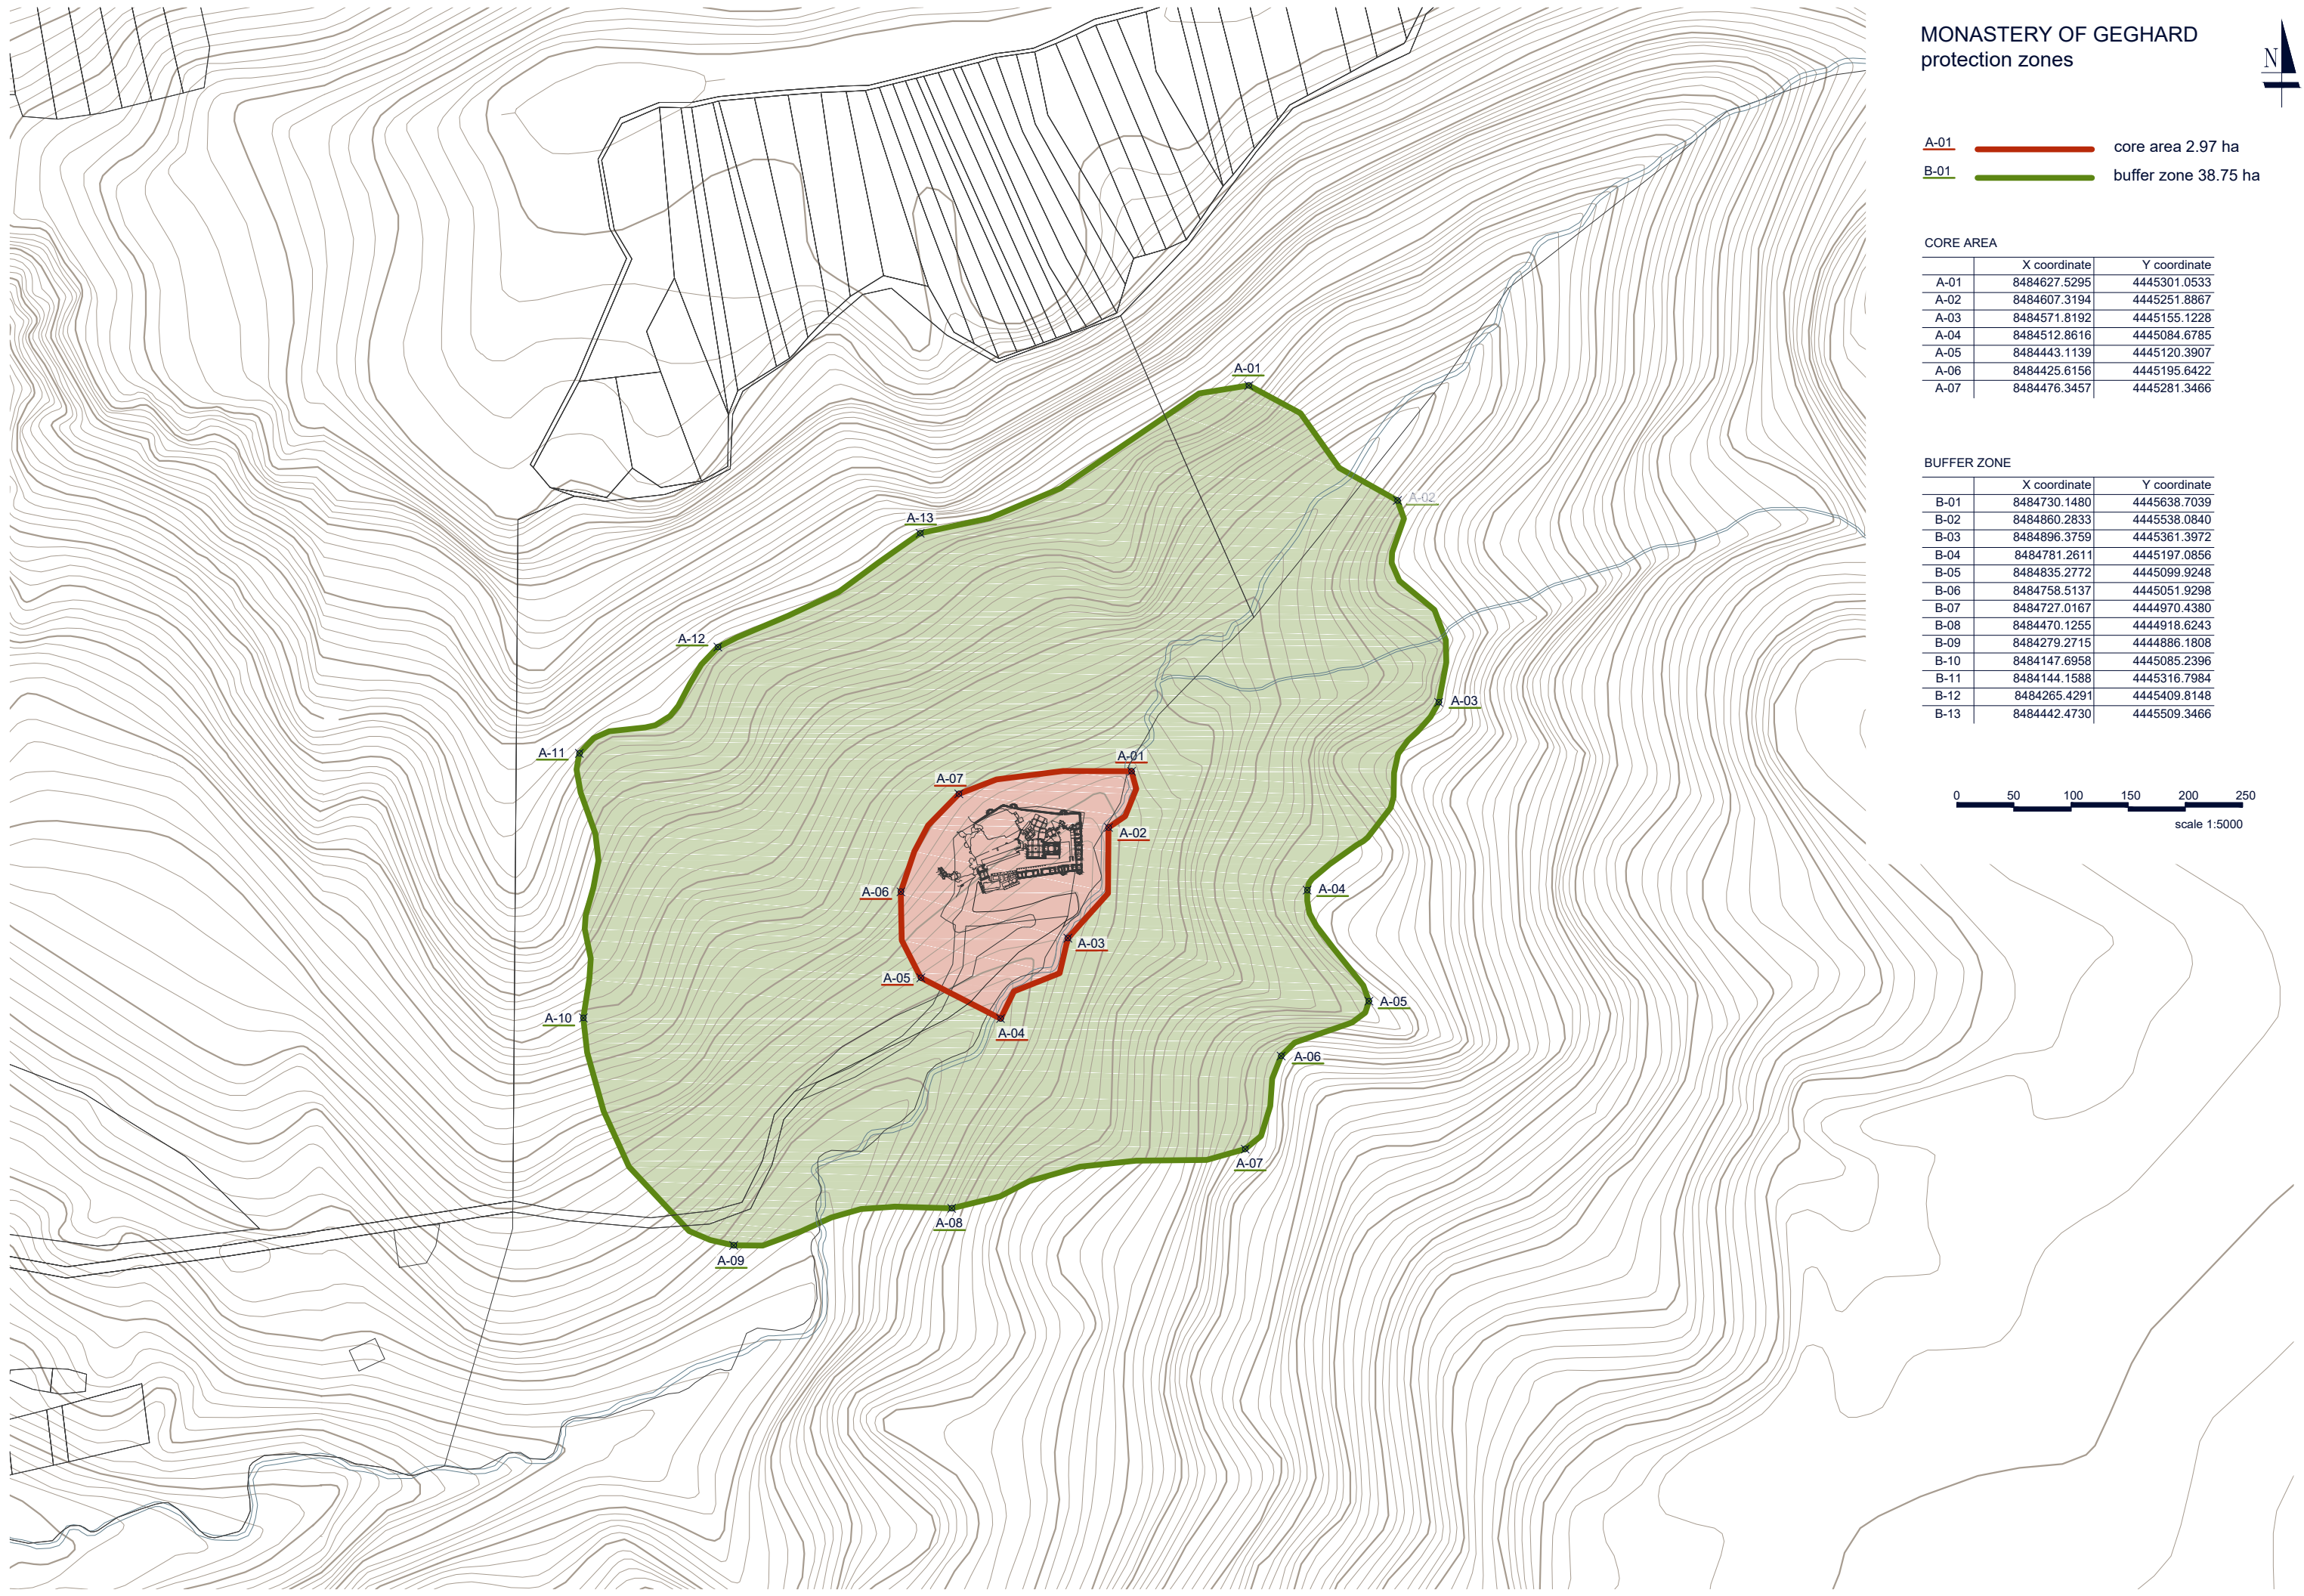 MONASTERY OF GEGHARD
protection zones
N
A-01 core area 2.97 ha
B-01 buffer zone 38.75 ha
CORE AREA
X coordinate Y coordinate
A-01 8484627.5295 4445301.0533
A-02 8484607.3194 4445251.8867
A-03 8484571.8192 4445155.1228
A-04 8484512.8616 4445084.6785
A-05 8484443.1139 4445120.3907
A-06 8484425.6156 4445195.6422
A-07 8484476.3457 4445281.3466
BUFFER ZONE
X coordinate Y coordinate
B-01 8484730.1480 4445638.7039
B-02 8484860.2833 4445538.0840
B-03 8484896.3759 4445361.3972
B-04 8484781.2611 4445197.0856
B-05 8484835.2772 4445099.9248
B-06 8484758.5137 4445051.9298
B-07 8484727.0167 4444970.4380
B-08 8484470.1255 4444918.6243
B-09 8484279.2715 4444886.1808
B-10 8484147.6958 4445085.2396
B-11 8484144.1588 4445316.7984
B-12 8484265.4291 4445409.8148
B-13 8484442.4730 4445509.3466
0 50 100 150 200 250
scale 1:5000
A-01
A-02
A-13
A-12
A-03
A-11
A-01
A-07
A-02
A-06
A-04
A-03
A-05
A-05
A-10
A-04
A-06
A-07
A-08
A-09